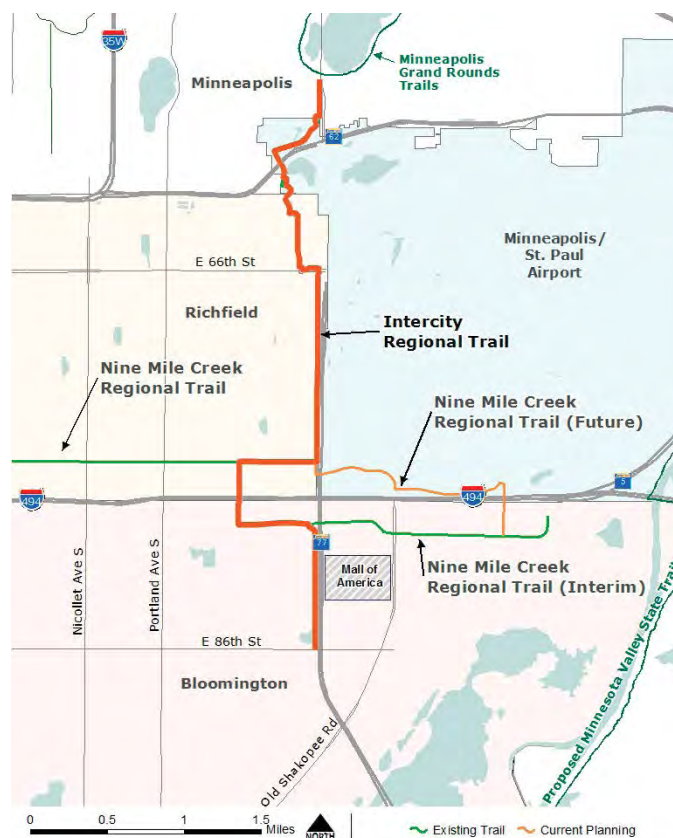 35W
Minneapolis
Grand Rounds
Trails
Minneapolis
62
Minneapolis/
St. Paul
Airport
E 66th St
Richfield
Intercity
Regional Trail
Nine Mile Creek
Regional Trail
Nine Mile Creek
Regional Trail (Future)
494
494
5
77
Mall of
America
Nine Mile Creek
Regional Trail (Interim)
Nicollet Ave S
Portland Ave S
E 86th St
Bloomington
Old Shakopee Rd
Proposed Minnesota Valley State Trail
0 0.5 1 1.5
Miles
NORTH
Existing Trail
Current Planning